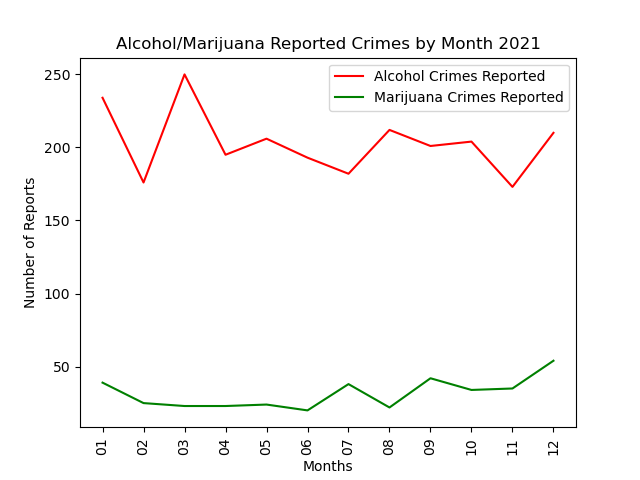 Alcohol/Marijuana Reported Crimes by Month 2021
Alcohol Crimes Reported
Marijuana Crimes Reported
Number of Reports
250
200
150
100
50
01 02 03 04 05 06 07 08 09 10 11 12
Months